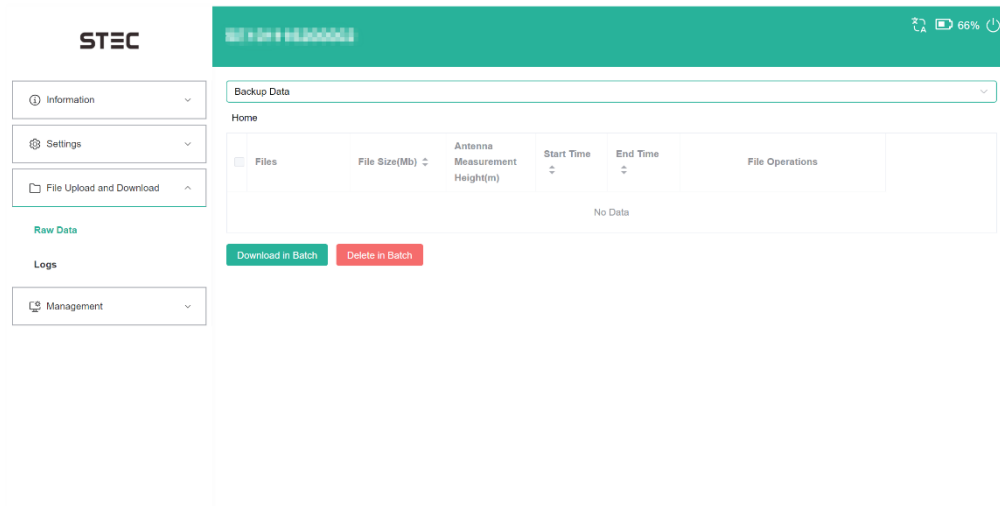 STEC
66%
Information
Settings
File Upload and Download
Raw Data
Logs
Management
Backup Data
Home
Files
File Size(Mb)
Antenna
Measurement
Height(m)
Start Time
End Time
File Operations
No Data
Download in Batch
Delete in Batch